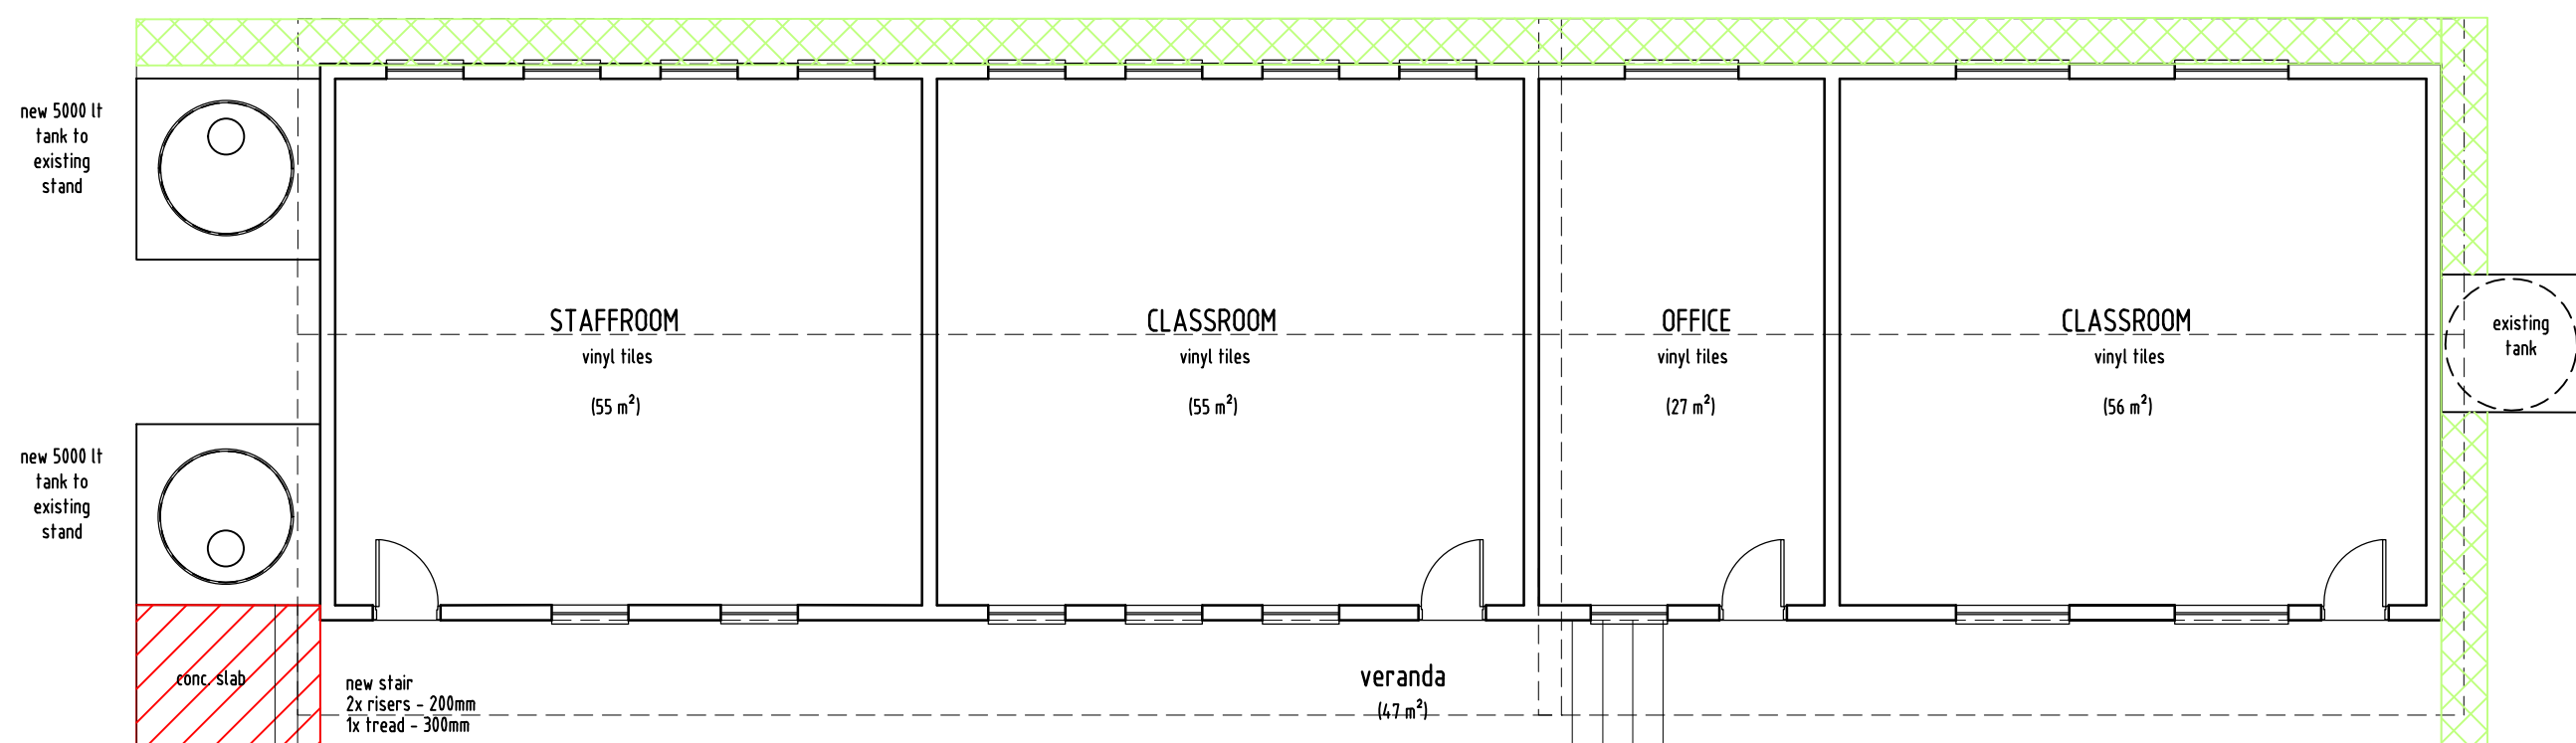 new 5000 lt
tank to
existing
stand
STAFFROOM
vinyl tiles
(55 m²)
CLASSROOM
vinyl tiles
(55 m²)
OFFICE
vinyl tiles
(27 m²)
CLASSROOM
vinyl tiles
(56 m²)
existing
tank
new 5000 lt
tank to
existing
stand
conc. slab
new stair
2x risers - 200mm
1x tread - 300mm
veranda
(47 m²)